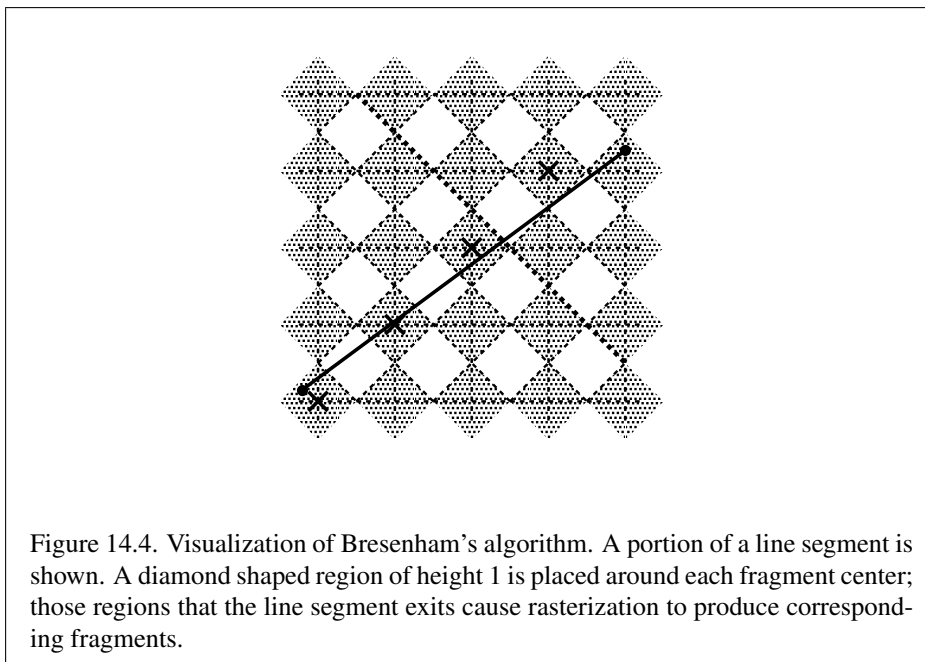 Figure 14.4. Visualization of Bresenham's algorithm. A portion of a line segment is
shown. A diamond shaped region of height 1 is placed around each fragment center;
those regions that the line segment exits cause rasterization to produce correspond-
ing fragments.